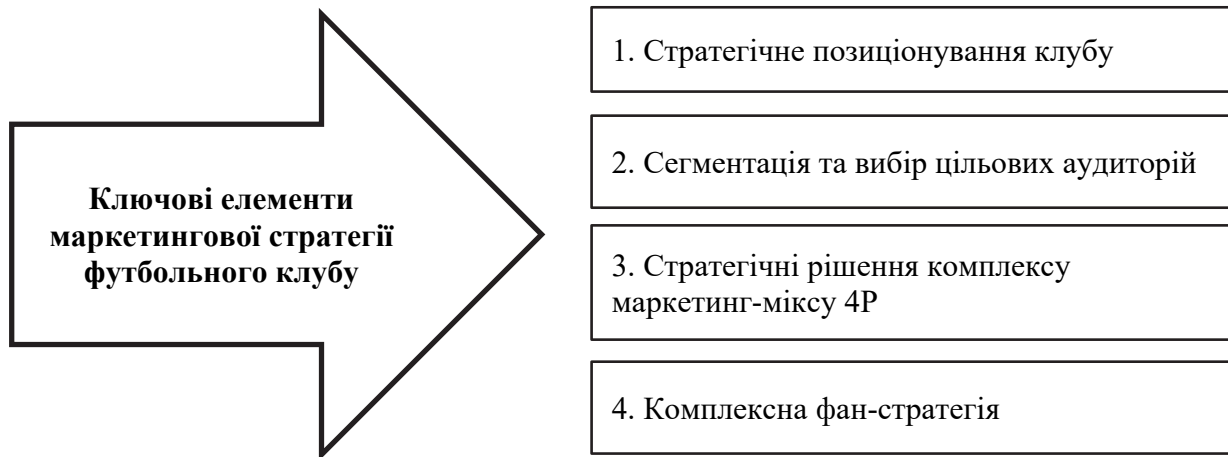 Ключові елементи
маркетингової стратегії
футбольного клубу
1. Стратегічне позиціонування клубу
2. Сегментація та вибір цільових аудиторій
3. Стратегічні рішення комплексу
маркетинг-міксу 4Р
4. Комплексна фан-стратегія